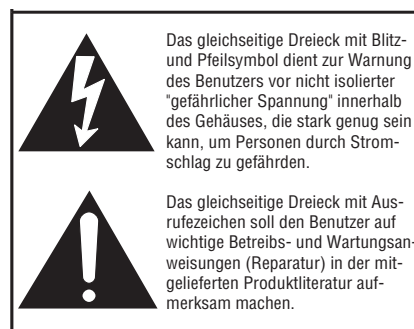 Das gleichseitige Dreieck mit Blitz-
und Pfeilsymbol dient zur Warnung
des Benutzers vor nicht isolierter
"gefährlicher Spannung" innerhalb
des Gehäuses, die stark genug sein
kann, um Personen durch Strom-
schlag zu gefährden.
Das gleichseitige Dreieck mit Aus-
rufezeichen soll den Benutzer auf
wichtige Betreibs- und Wartungsan-
weisungen (Reparatur) in der mit-
gelieferten Produktliteratur auf-
merksam machen.